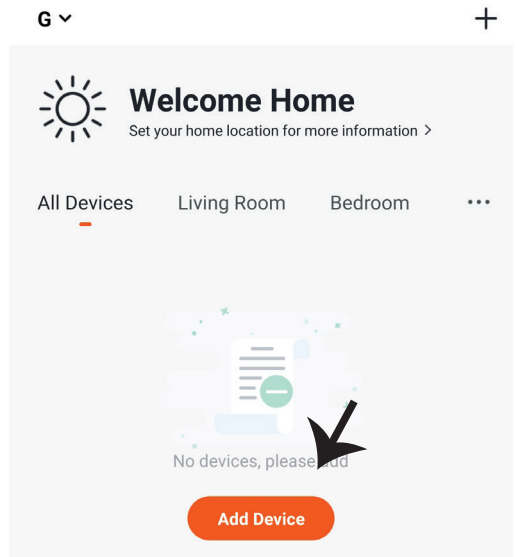 G
Welcome Home
Set your home location for more information >
All Devices Living Room Bedroom ...
No devices, please add
Add Device